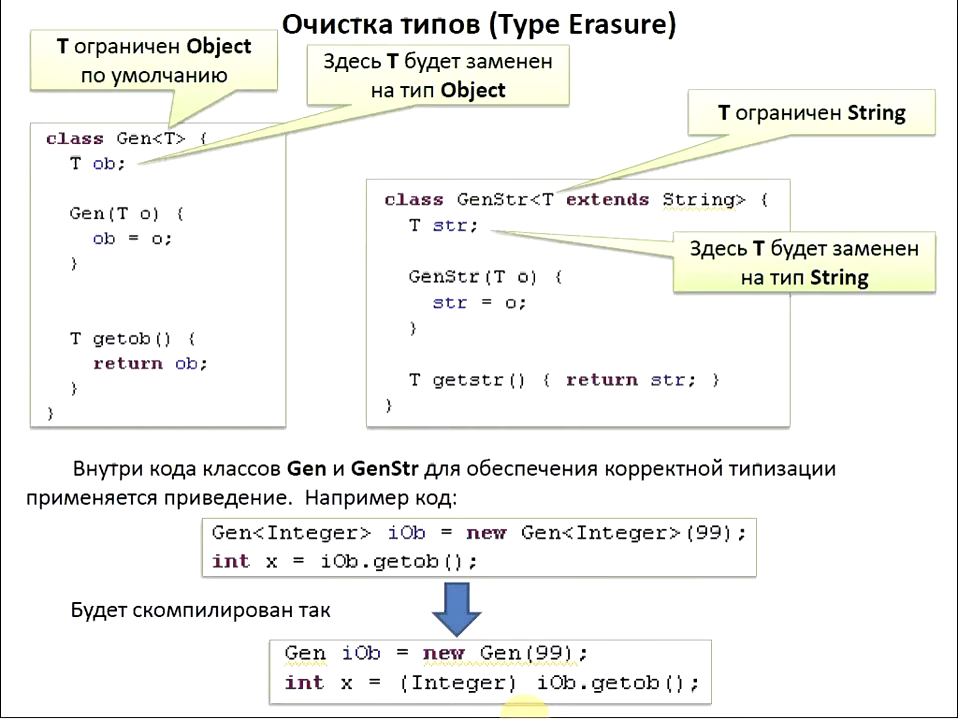 Очистка типов (Type Erasure)
T ограничен Object
по умолчанию
Здесь T будет заменен
на тип Object
T ограничен String
class Gen<T> {
T ob;
Gen(T o) {
ob = o;
}
T getob() {
return ob;
}
}
class GenStr<T extends String> {
T str;
GenStr(T o) {
str = o;
}
T getstr() { return str; }
}
Здесь T будет заменен
на тип String
Внутри кода классов Gen и GenStr для обеспечения корректной типизации
применяется приведение. Например код:
Gen<Integer> iOb = new Gen<Integer>(99);
int x = iOb.getob();
Будет скомпилирован так
Gen iOb = new Gen(99);
int x = (Integer) iOb.getob();